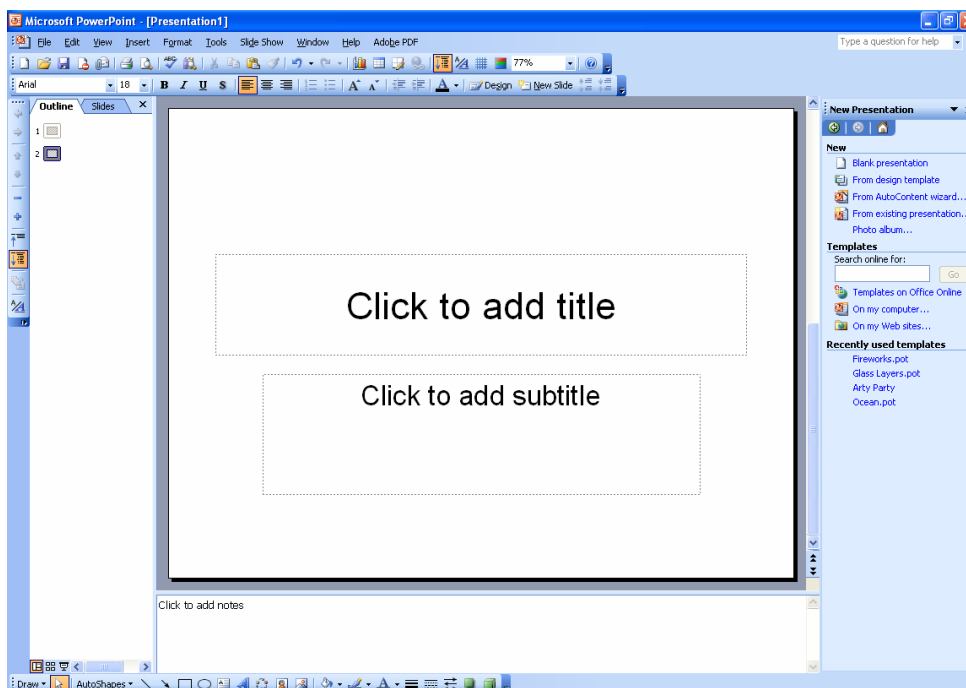 Microsoft PowerPoint - [Presentation1]
File Edit View Insert Format Tools Slide Show Window Help Adobe PDF Type a question for help
77%
Arial 18 B I U S A A A Design New Slide
Outline Slides
1
2
Click to add title
Click to add subtitle
Click to add notes
New Presentation
New
Blank presentation
From design template
From AutoContent wizard...
From existing presentation...
Photo album...
Templates
Search online for:
Go
Templates on Office Online
On my computer...
On my Web sites...
Recently used templates
Fireworks.pot
Glass Layers.pot
Arty Party
Ocean.pot
Draw AutoShapes A